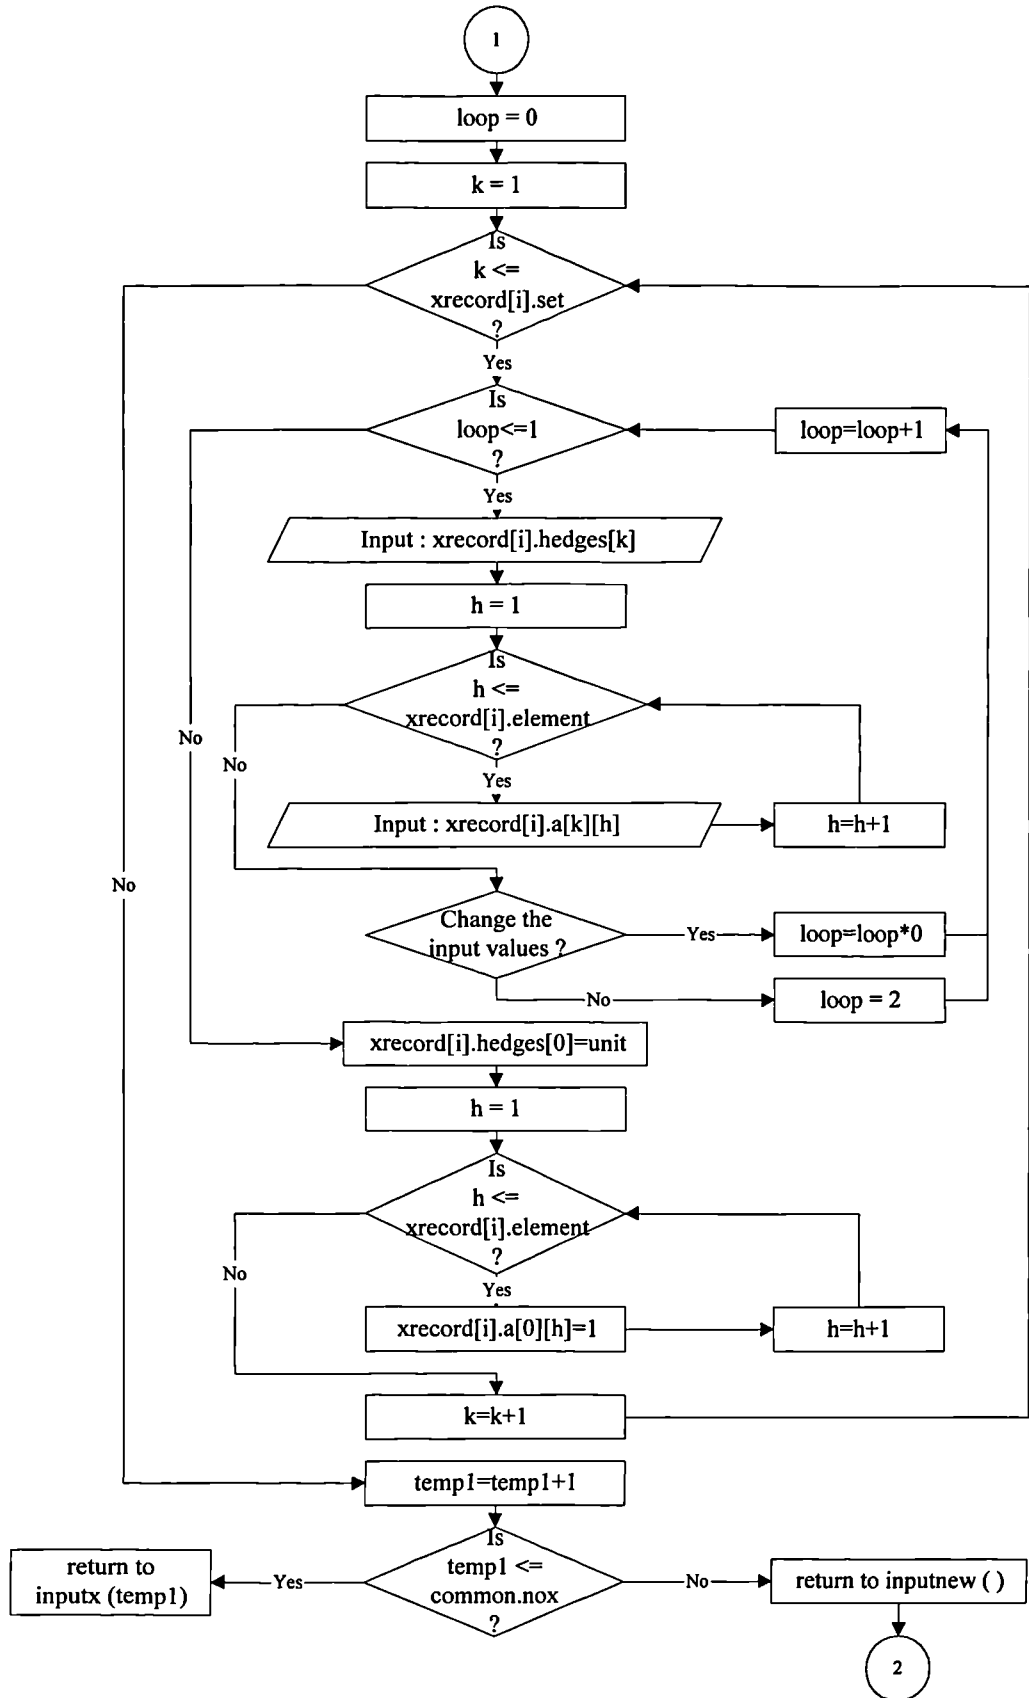 1
loop = 0
k = 1
Is
k <=
xrecord[i].set
?
Yes
Is
loop<=1
?
loop=loop+1
Yes
Input : xrecord[i].hedges[k]
h = 1
Is
h <=
xrecord[i].element
?
No
No
Yes
Input : xrecord[i].a[k][h]
h=h+1
No
Change the
input values ?
Yes
loop=loop*0
No
loop = 2
xrecord[i].hedges[0]=unit
h = 1
Is
h <=
xrecord[i].element
?
No
Yes
xrecord[i].a[0][h]=1
h=h+1
k=k+1
temp1=temp1+1
Is
temp1 <=
common.nox
?
Yes
return to
inputx (temp1)
No
return to inputnew ( )
2